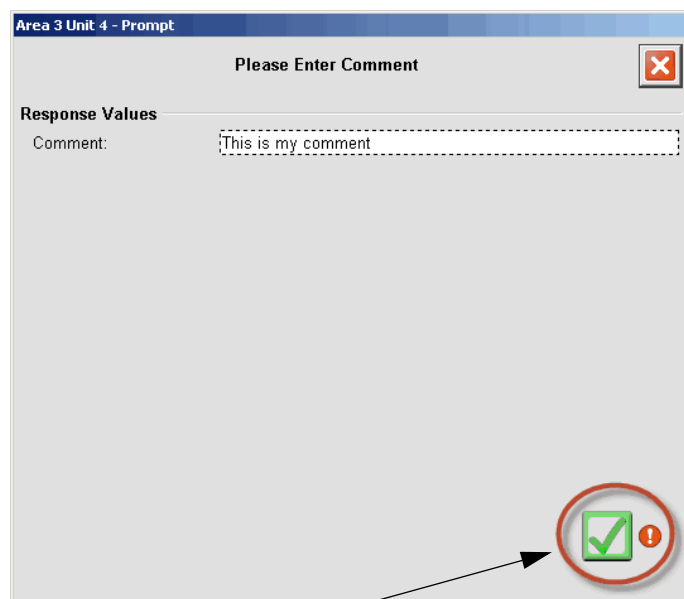 Area 3 Unit 4 - Prompt
Please Enter Comment
Response Values
Comment: This is my comment